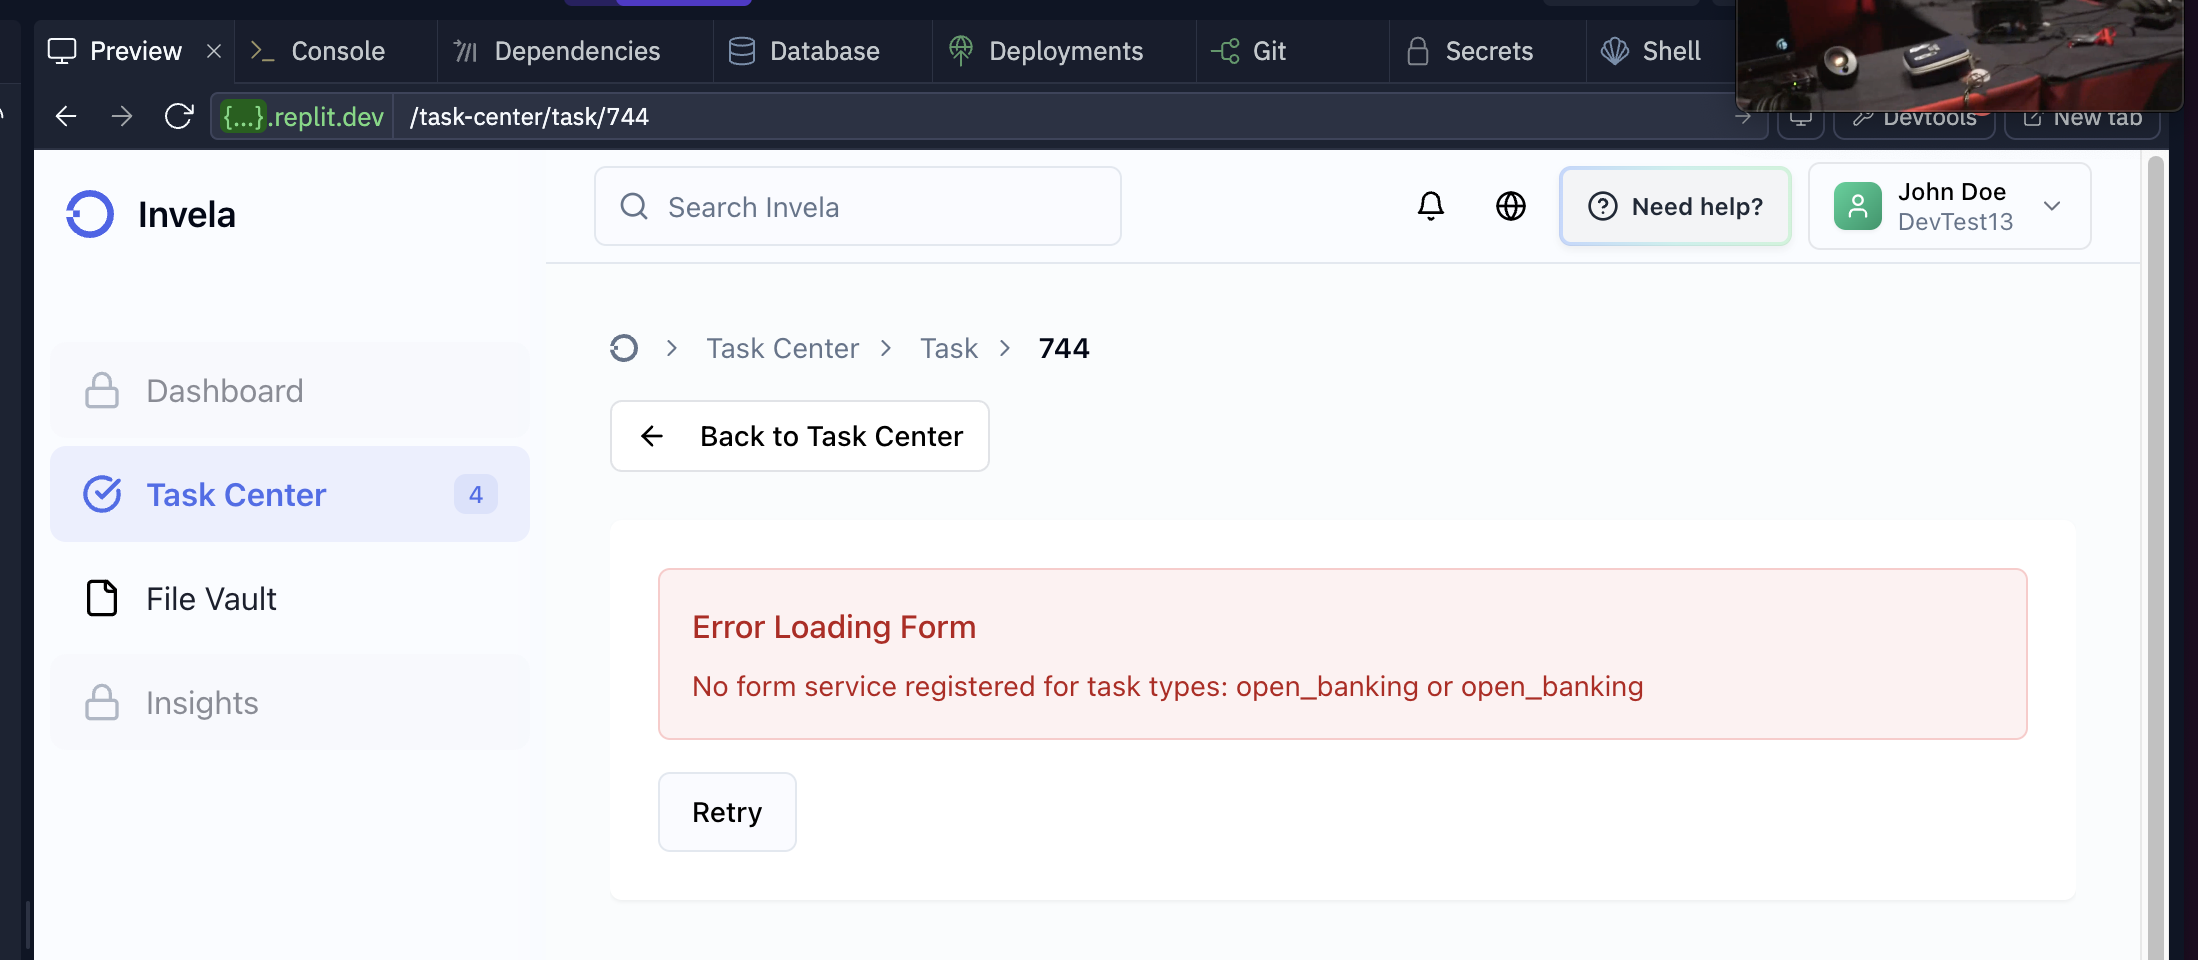 Preview
Console
Dependencies
Database
Deployments
Git
Secrets
Shell
{...}.replit.dev
/task-center/task/744
Devtools
New tab
Invela
Search Invela
Need help?
John Doe
DevTest13
Dashboard
Task Center 4
File Vault
Insights
Task Center > Task > 744
Back to Task Center
Error Loading Form
No form service registered for task types: open_banking or open_banking
Retry